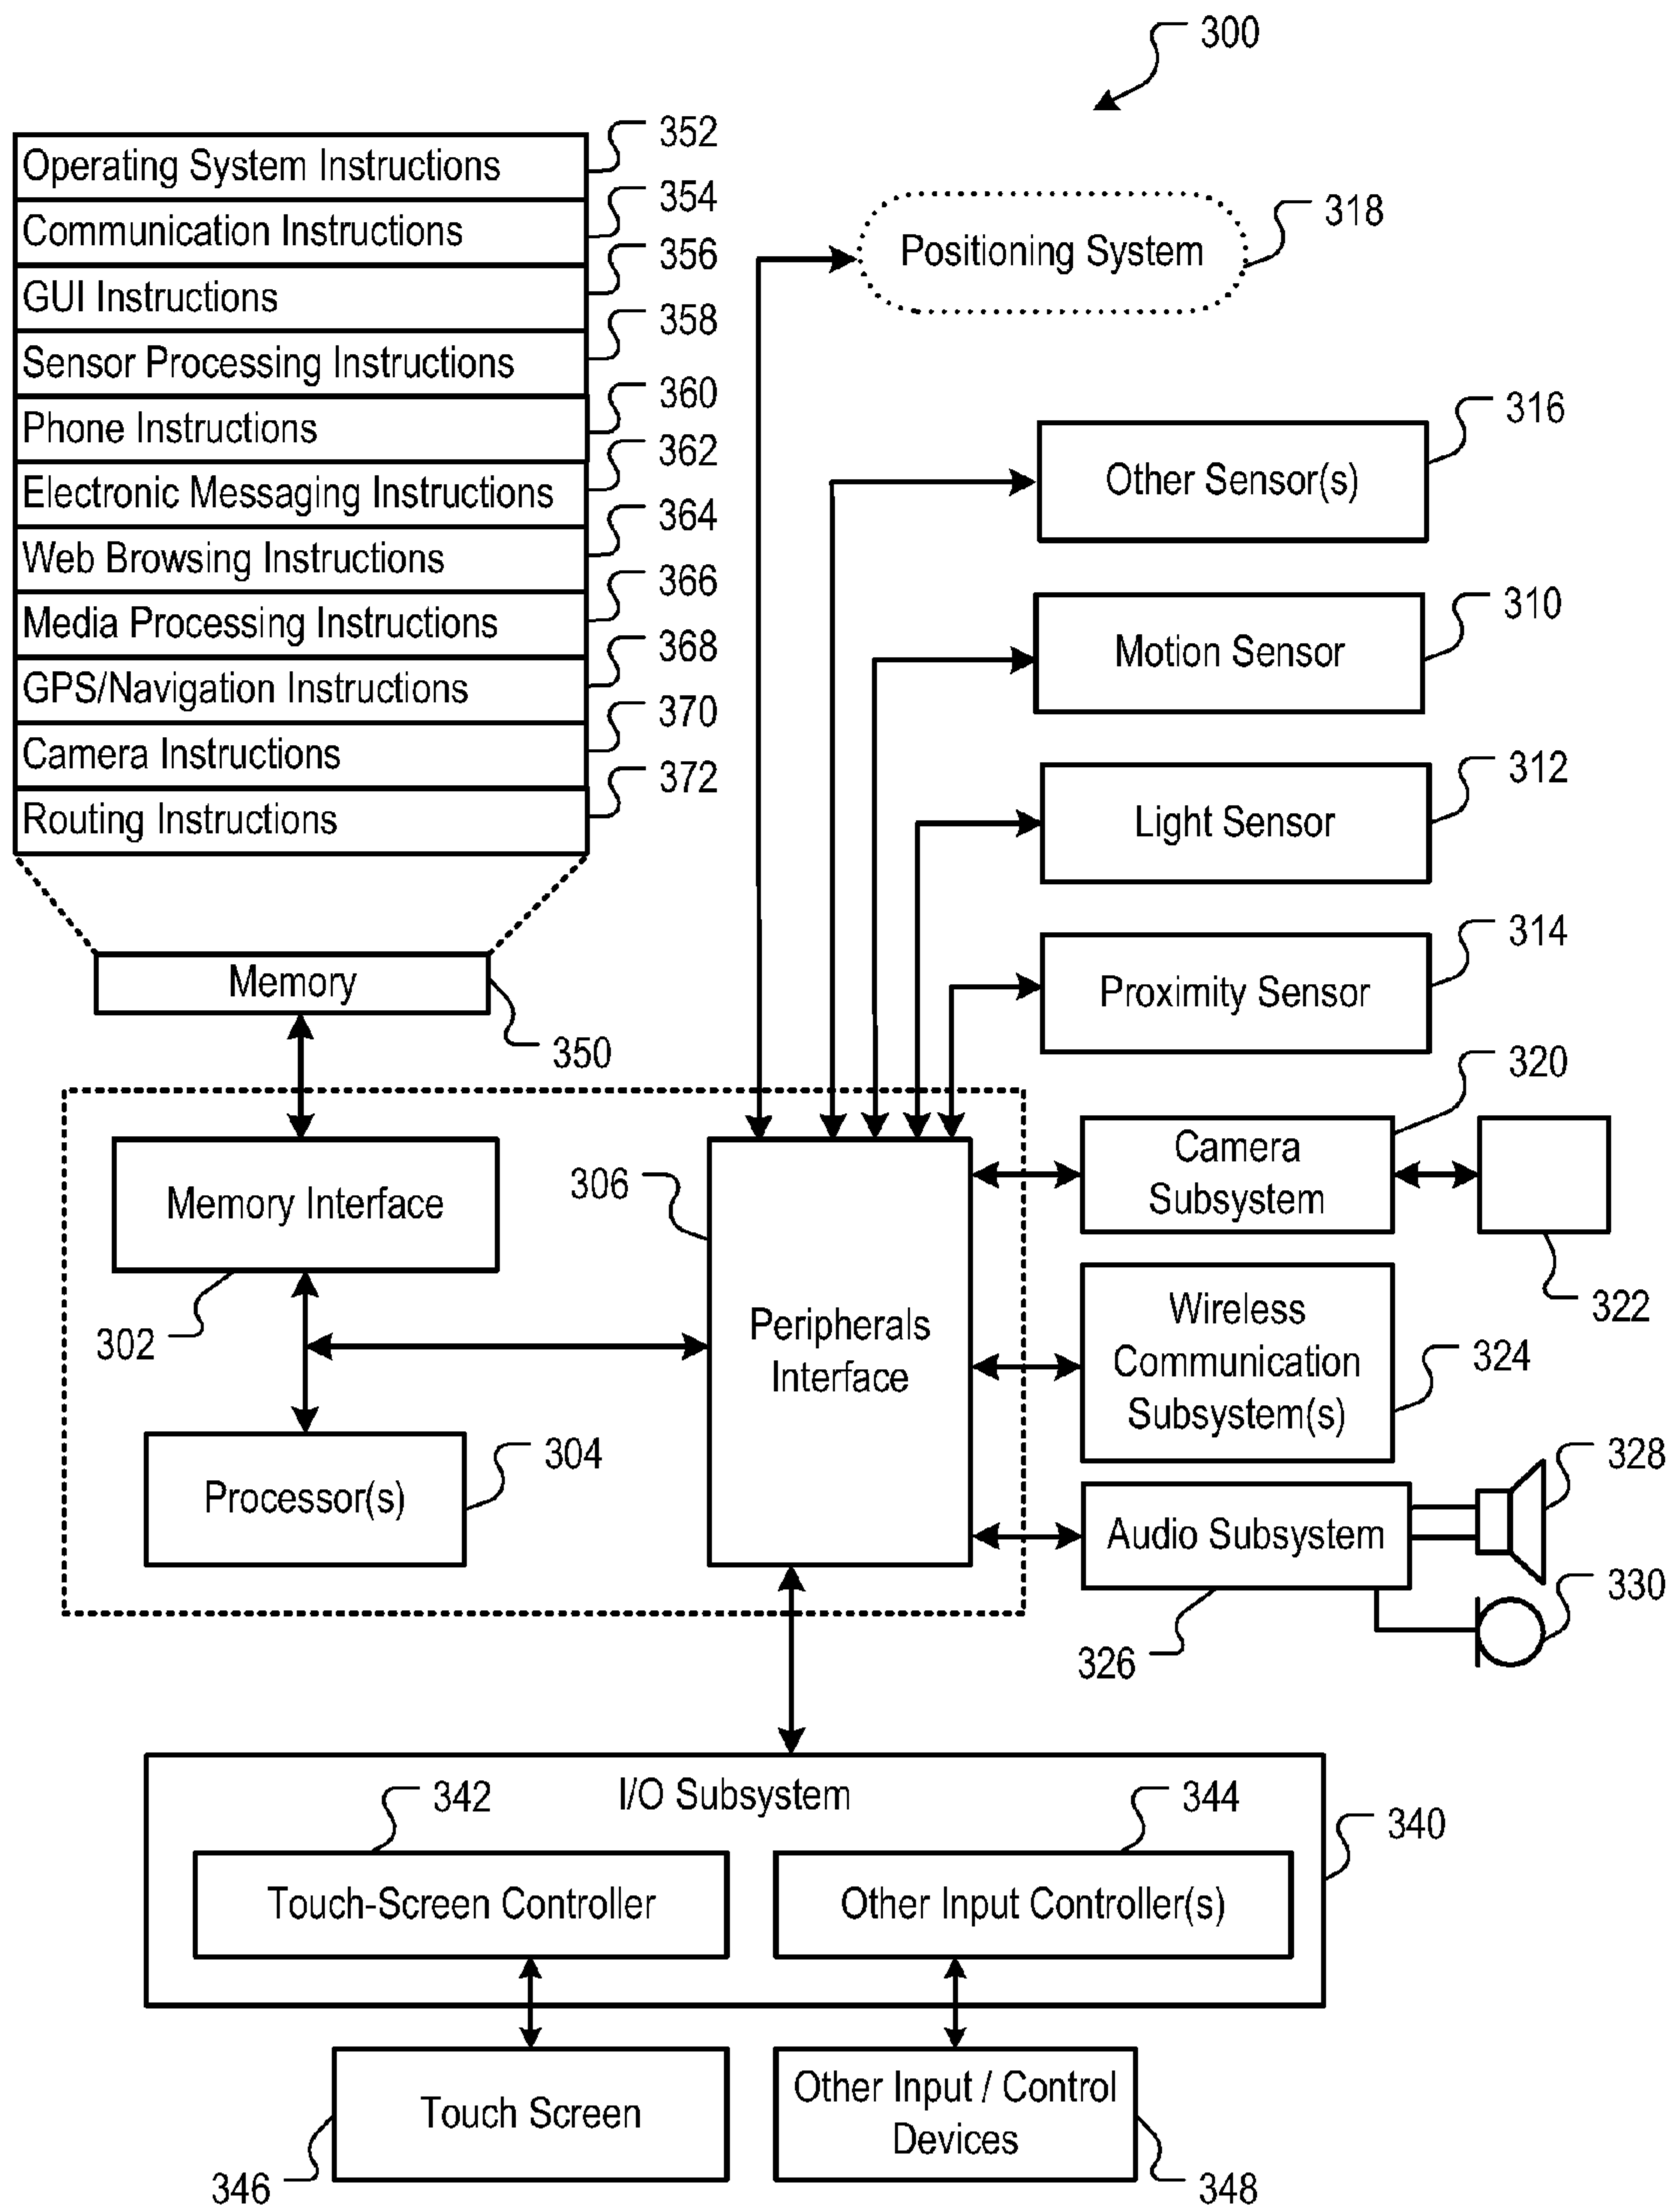 300
Operating System Instructions
352
Communication Instructions
354
GUI Instructions
356
Sensor Processing Instructions
358
Phone Instructions
360
Electronic Messaging Instructions
362
Web Browsing Instructions
364
Media Processing Instructions
366
GPS/Navigation Instructions
368
Camera Instructions
370
Routing Instructions
372
Memory
350
Positioning System
318
Other Sensor(s)
316
Motion Sensor
310
Light Sensor
312
Proximity Sensor
314
Memory Interface
302
Processor(s)
304
306
Peripherals
Interface
Camera
Subsystem
320
322
Wireless
Communication
Subsystem(s)
324
Audio Subsystem
326
328
330
I/O Subsystem
340
342
Touch-Screen Controller
344
Other Input Controller(s)
Touch Screen
346
Other Input / Control
Devices
348